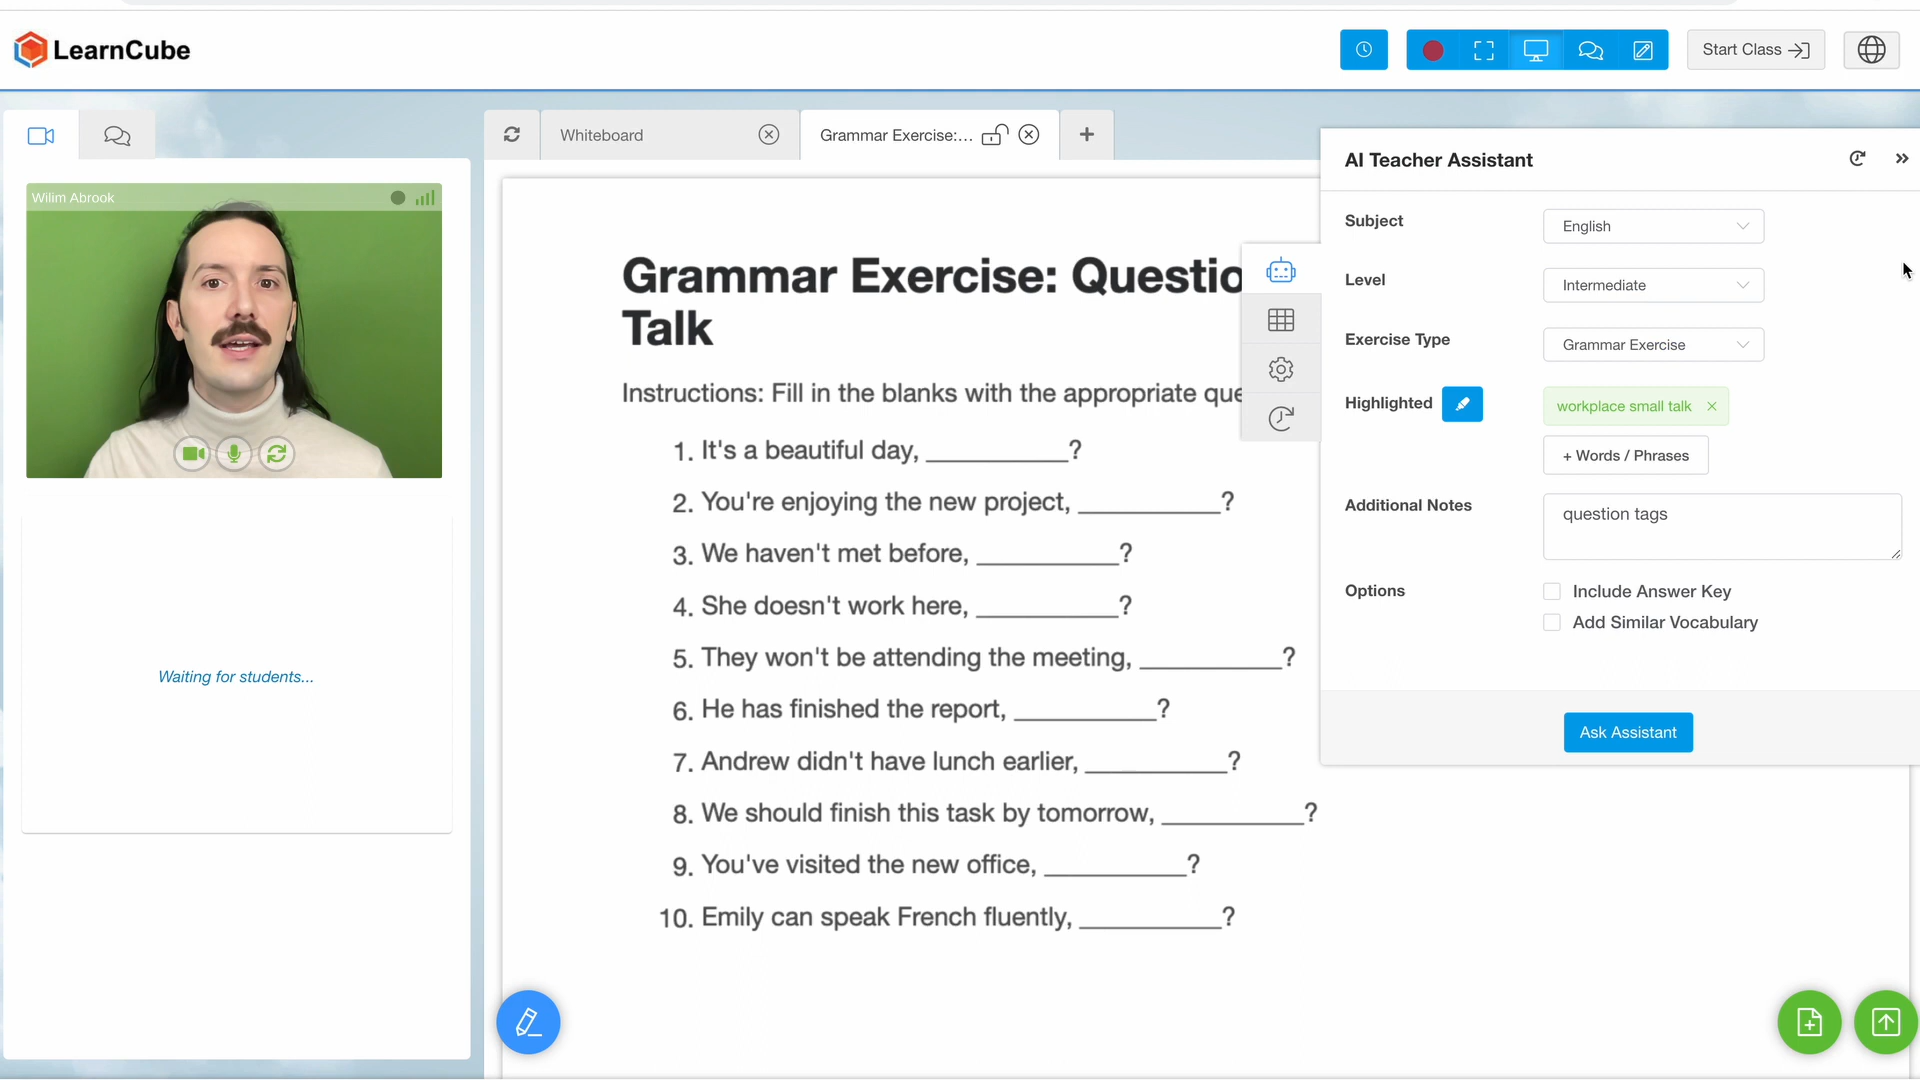 LearnCube
Start Class
Whiteboard
Grammar Exercise:...
Wilim Abrook
Waiting for students...
Grammar Exercise: Questio
Talk
Instructions: Fill in the blanks with the appropriate que
1. It's a beautiful day, __________?
2. You're enjoying the new project, __________?
3. We haven't met before, __________?
4. She doesn't work here, __________?
5. They won't be attending the meeting, __________?
6. He has finished the report, __________?
7. Andrew didn't have lunch earlier, __________?
8. We should finish this task by tomorrow, __________?
9. You've visited the new office, __________?
10. Emily can speak French fluently, __________?
AI Teacher Assistant
Subject English
Level Intermediate
Exercise Type Grammar Exercise
Highlighted workplace small talk ×
+ Words / Phrases
Additional Notes question tags
Options Include Answer Key
Add Similar Vocabulary
Ask Assistant